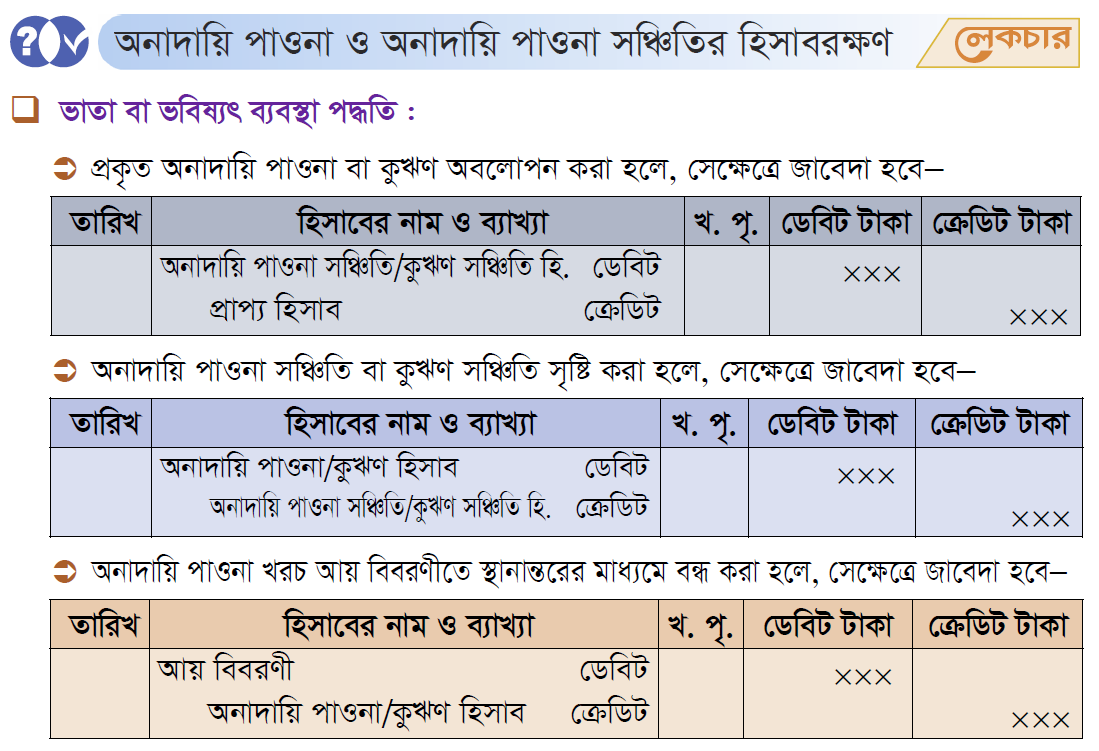 ?
অনাদায়ি পাওনা ও অনাদায়ি পাওনা সঞ্চিতির হিসাবরক্ষণ
লেকচার
ভাতা বা ভবিষ্যৎ ব্যবস্থা পদ্ধতি :
প্রকৃত অনাদায়ি পাওনা বা কুঋণ অবলোপন করা হলে, সেক্ষেত্রে জাবেদা হবে–
তারিখ হিসাবের নাম ও ব্যাখ্যা খ. পৃ. ডেবিট টাকা ক্রেডিট টাকা
অনাদায়ি পাওনা সঞ্চিতি/কুঋণ সঞ্চিতি হি. ডেবিট ×××
প্রাপ্য হিসাব ক্রেডিট ×××
অনাদায়ি পাওনা সঞ্চিতি বা কুঋণ সঞ্চিতি সৃষ্টি করা হলে, সেক্ষেত্রে জাবেদা হবে–
তারিখ হিসাবের নাম ও ব্যাখ্যা খ. পৃ. ডেবিট টাকা ক্রেডিট টাকা
অনাদায়ি পাওনা/কুঋণ হিসাব ডেবিট ×××
অনাদায়ি পাওনা সঞ্চিতি/কুঋণ সঞ্চিতি হি. ক্রেডিট ×××
অনাদায়ি পাওনা খরচ আয় বিবরণীতে স্থানান্তরের মাধ্যমে বন্ধ করা হলে, সেক্ষেত্রে জাবেদা হবে–
তারিখ হিসাবের নাম ও ব্যাখ্যা খ. পৃ. ডেবিট টাকা ক্রেডিট টাকা
আয় বিবরণী ডেবিট ×××
অনাদায়ি পাওনা/কুঋণ হিসাব ক্রেডিট ×××